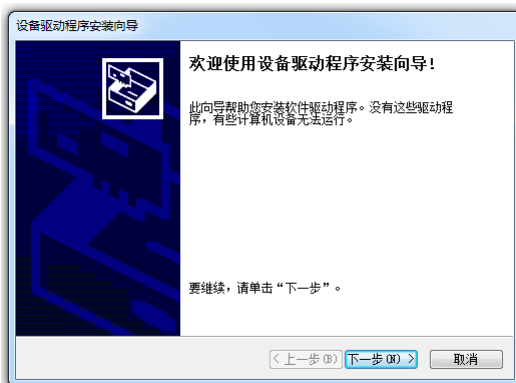 设备驱动程序安装向导
欢迎使用设备驱动程序安装向导!
此向导帮助您安装软件驱动程序。没有这些驱动程
序，有些计算机设备无法运行。
要继续，请单击“下一步”。
<上一步(B) 下一步(N) > 取消